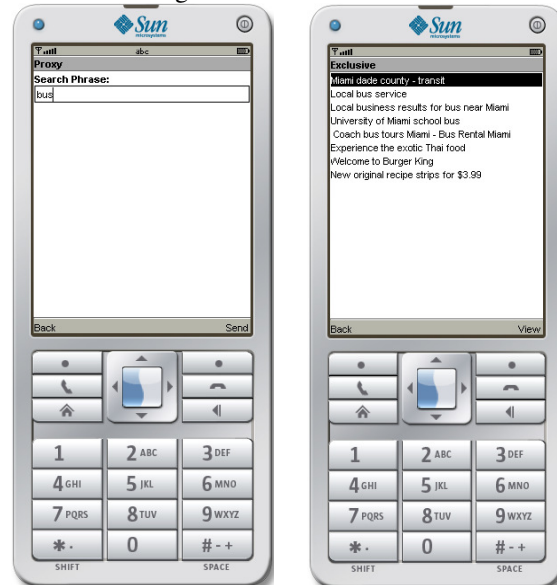 Sun
microsystems
abc
Proxy
Search Phrase:
bus
Back Send
1 2 ABC 3 DEF
4 GHI 5 JKL 6 MNO
7 PQRS 8 TUV 9 WXYZ
* . 0 # - +
SHIFT SPACE
Sun
microsystems
Exclusive
Miami dade county - transit
Local bus service
Local business results for bus near Miami
University of Miami school bus
Coach bus tours Miami - Bus Rental Miami
Experience the exotic Thai food
Welcome to Burger King
New original recipe strips for $3.99
Back View
1 2 ABC 3 DEF
4 GHI 5 JKL 6 MNO
7 PQRS 8 TUV 9 WXYZ
* . 0 # - +
SHIFT SPACE